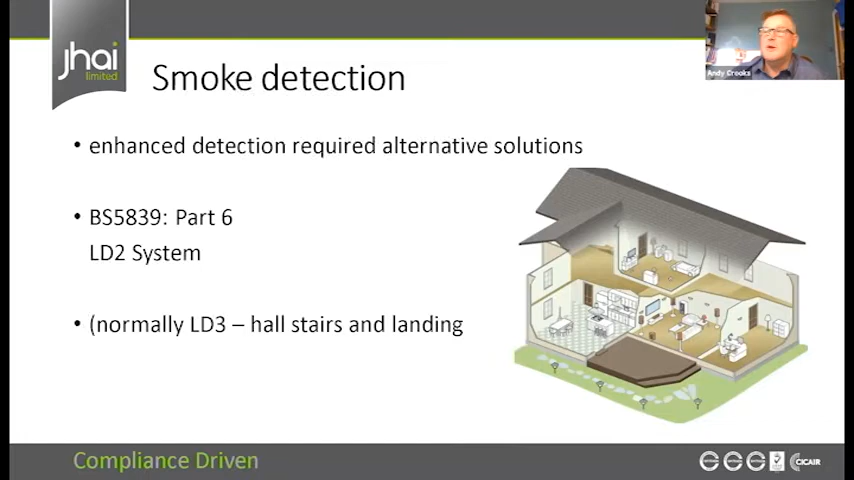 jhai
limited
Smoke detection
Andy Crooks
• enhanced detection required alternative solutions
• BS5839: Part 6
LD2 System
• (normally LD3 – hall stairs and landing
Compliance Driven
CICAIR